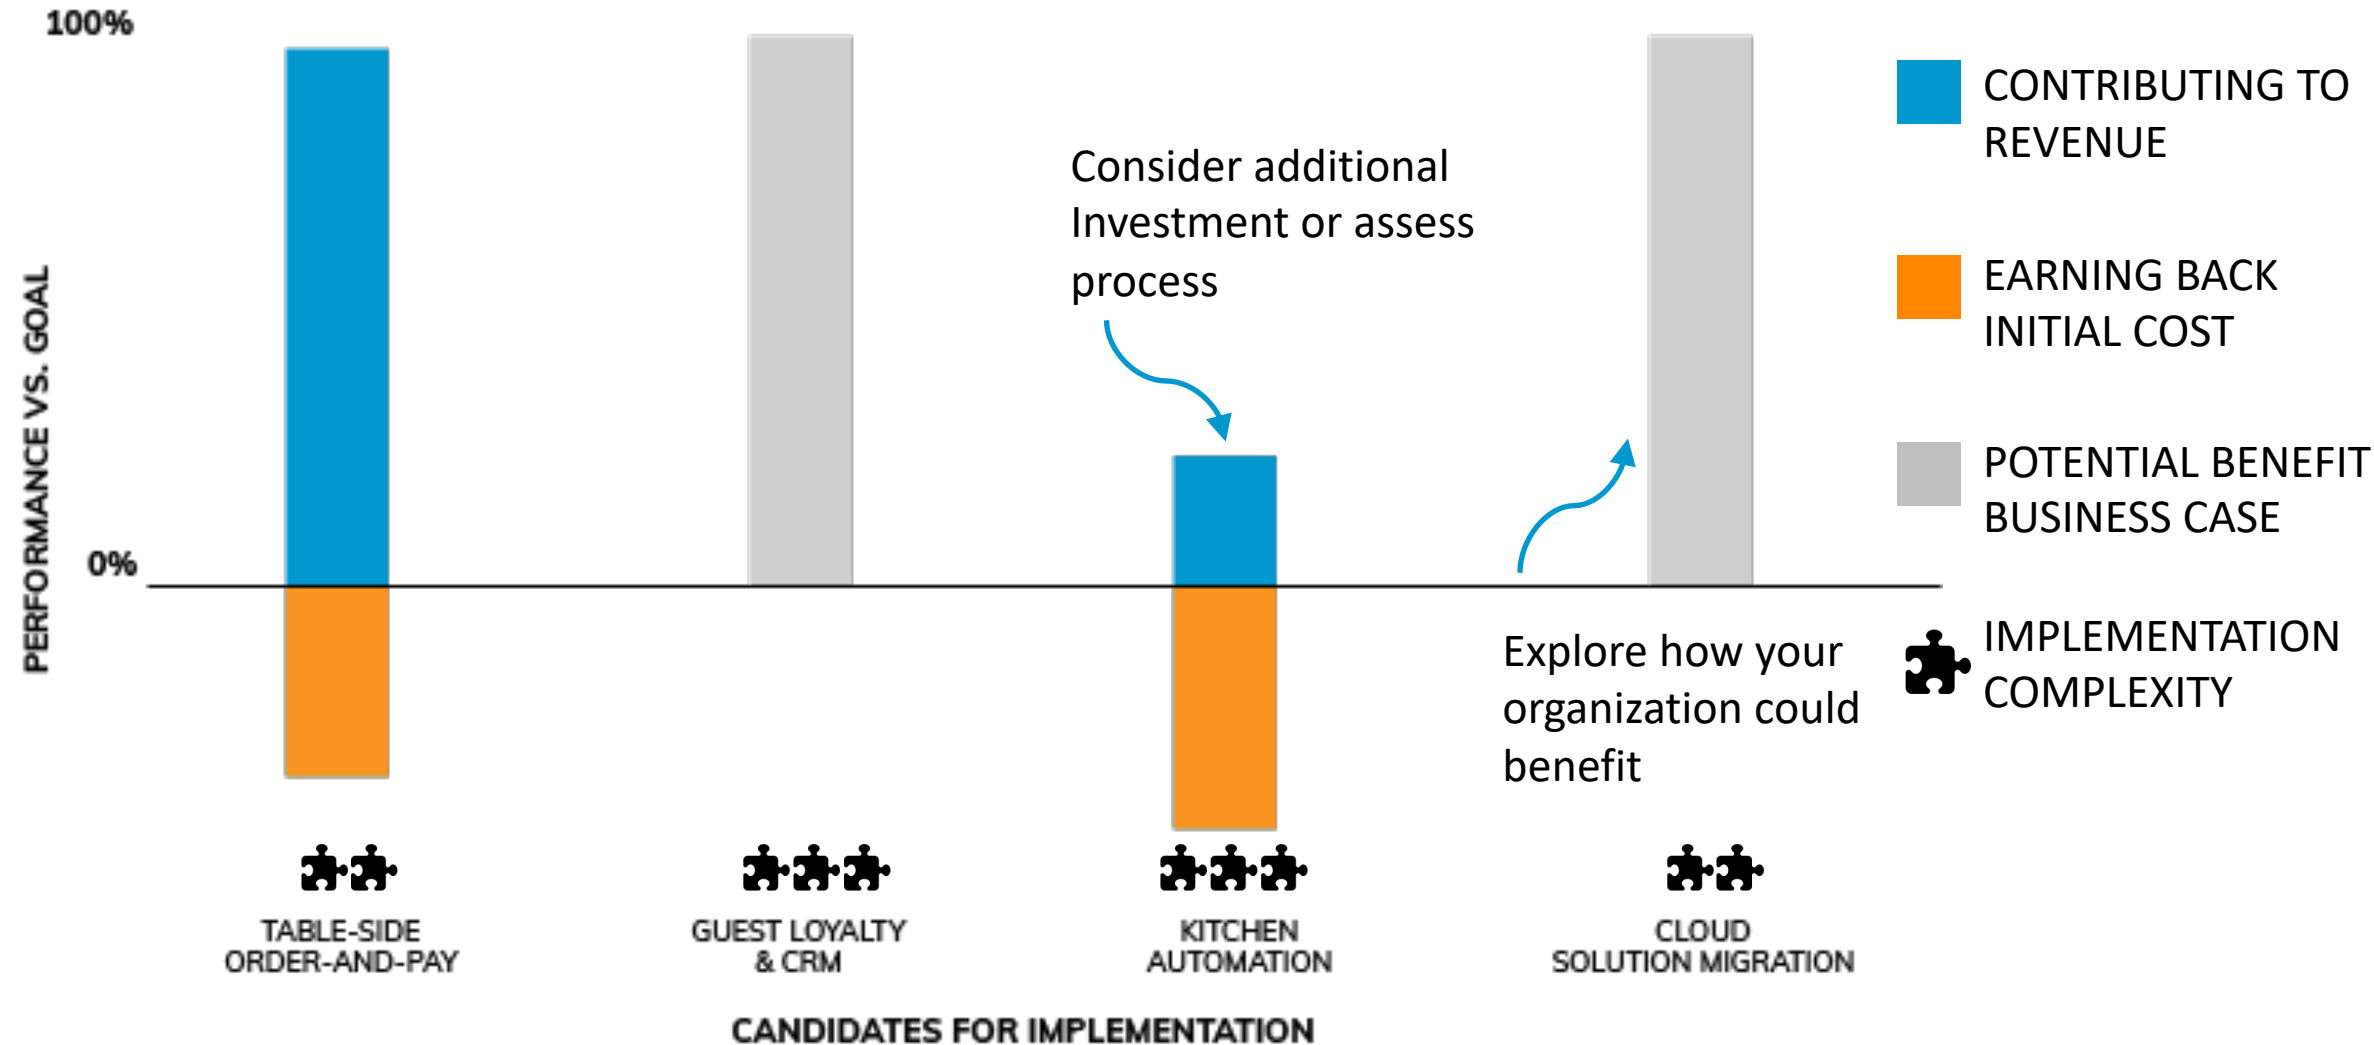 100%
0%
PERFORMANCE VS. GOAL
Consider additional
Investment or assess
process
Explore how your
organization could
benefit
CONTRIBUTING TO
REVENUE
EARNING BACK
INITIAL COST
POTENTIAL BENEFIT
BUSINESS CASE
IMPLEMENTATION
COMPLEXITY
TABLE-SIDE
ORDER-AND-PAY
GUEST LOYALTY
& CRM
KITCHEN
AUTOMATION
CLOUD
SOLUTION MIGRATION
CANDIDATES FOR IMPLEMENTATION